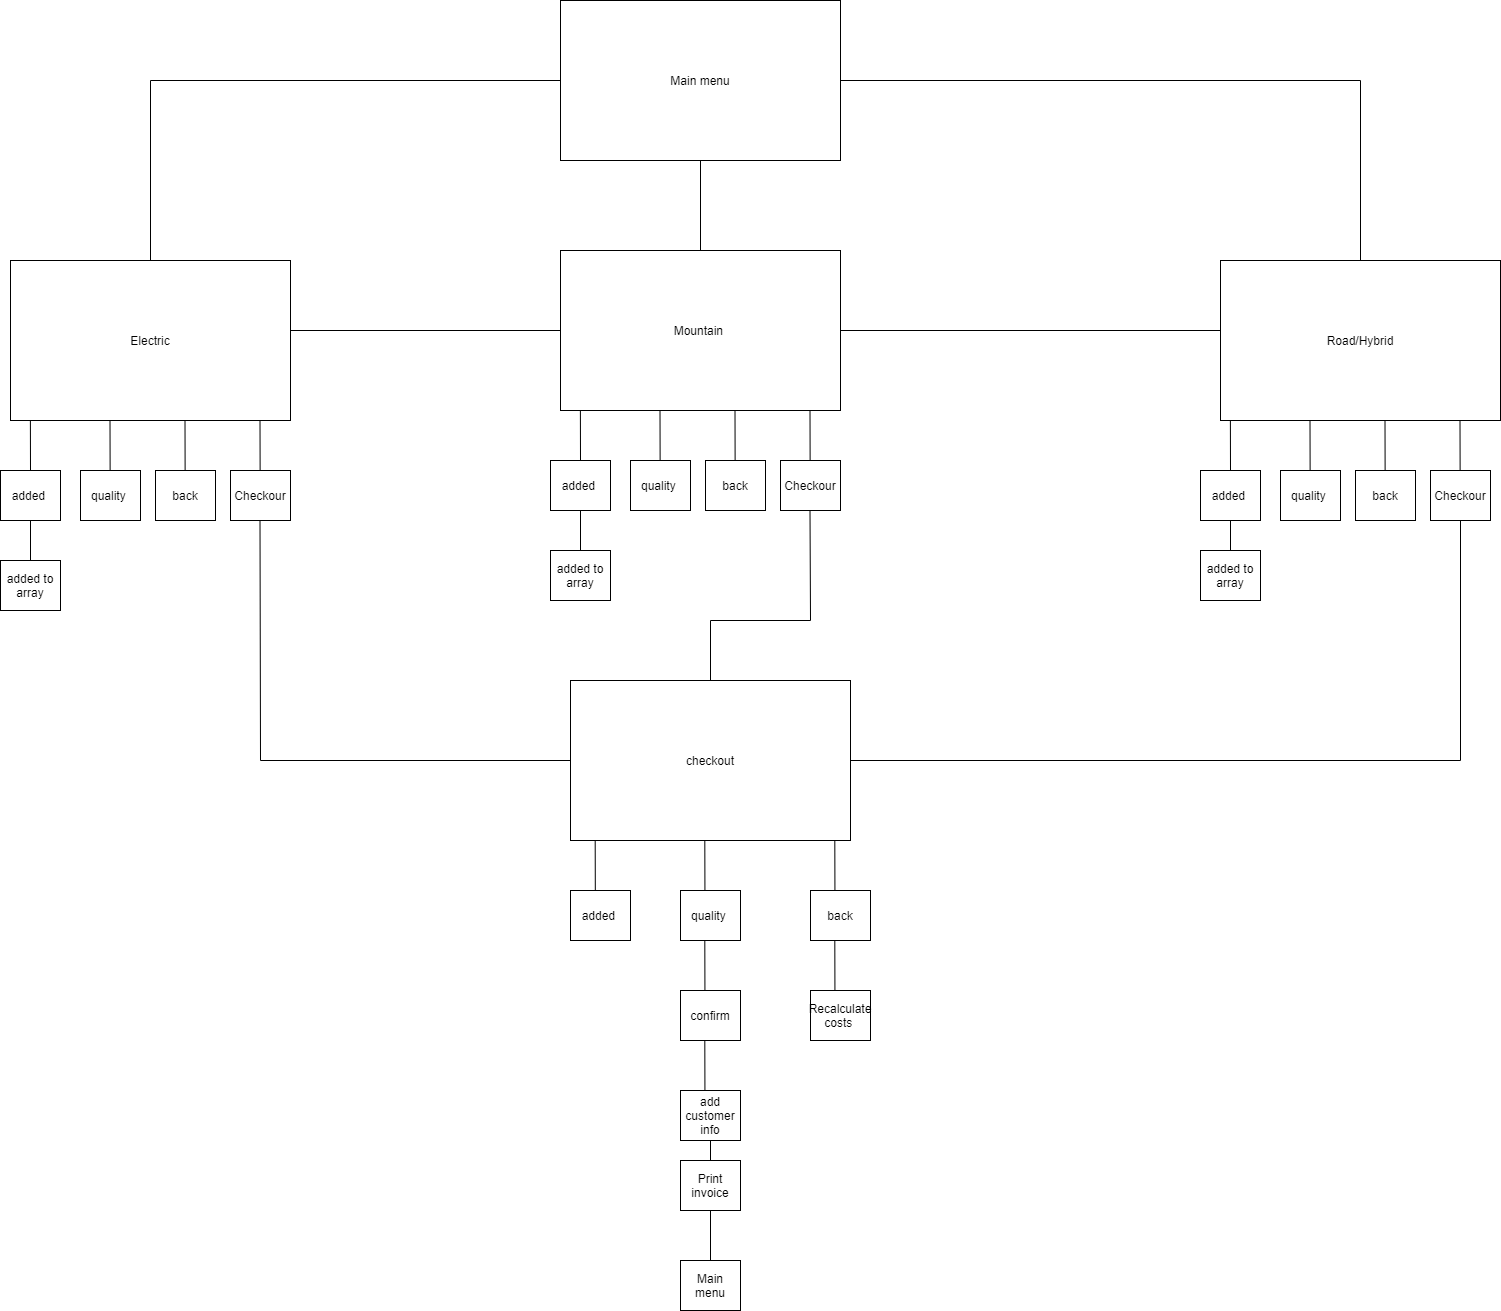 Main menu
Electric
Mountain
Road/Hybrid
added
quality
back
Checkour
added
quality
back
Checkour
added
quality
back
Checkour
added to
array
added to
array
added to
array
checkout
added
quality
back
confirm
Recalculate
costs
add
customer
info
Print
invoice
Main
menu